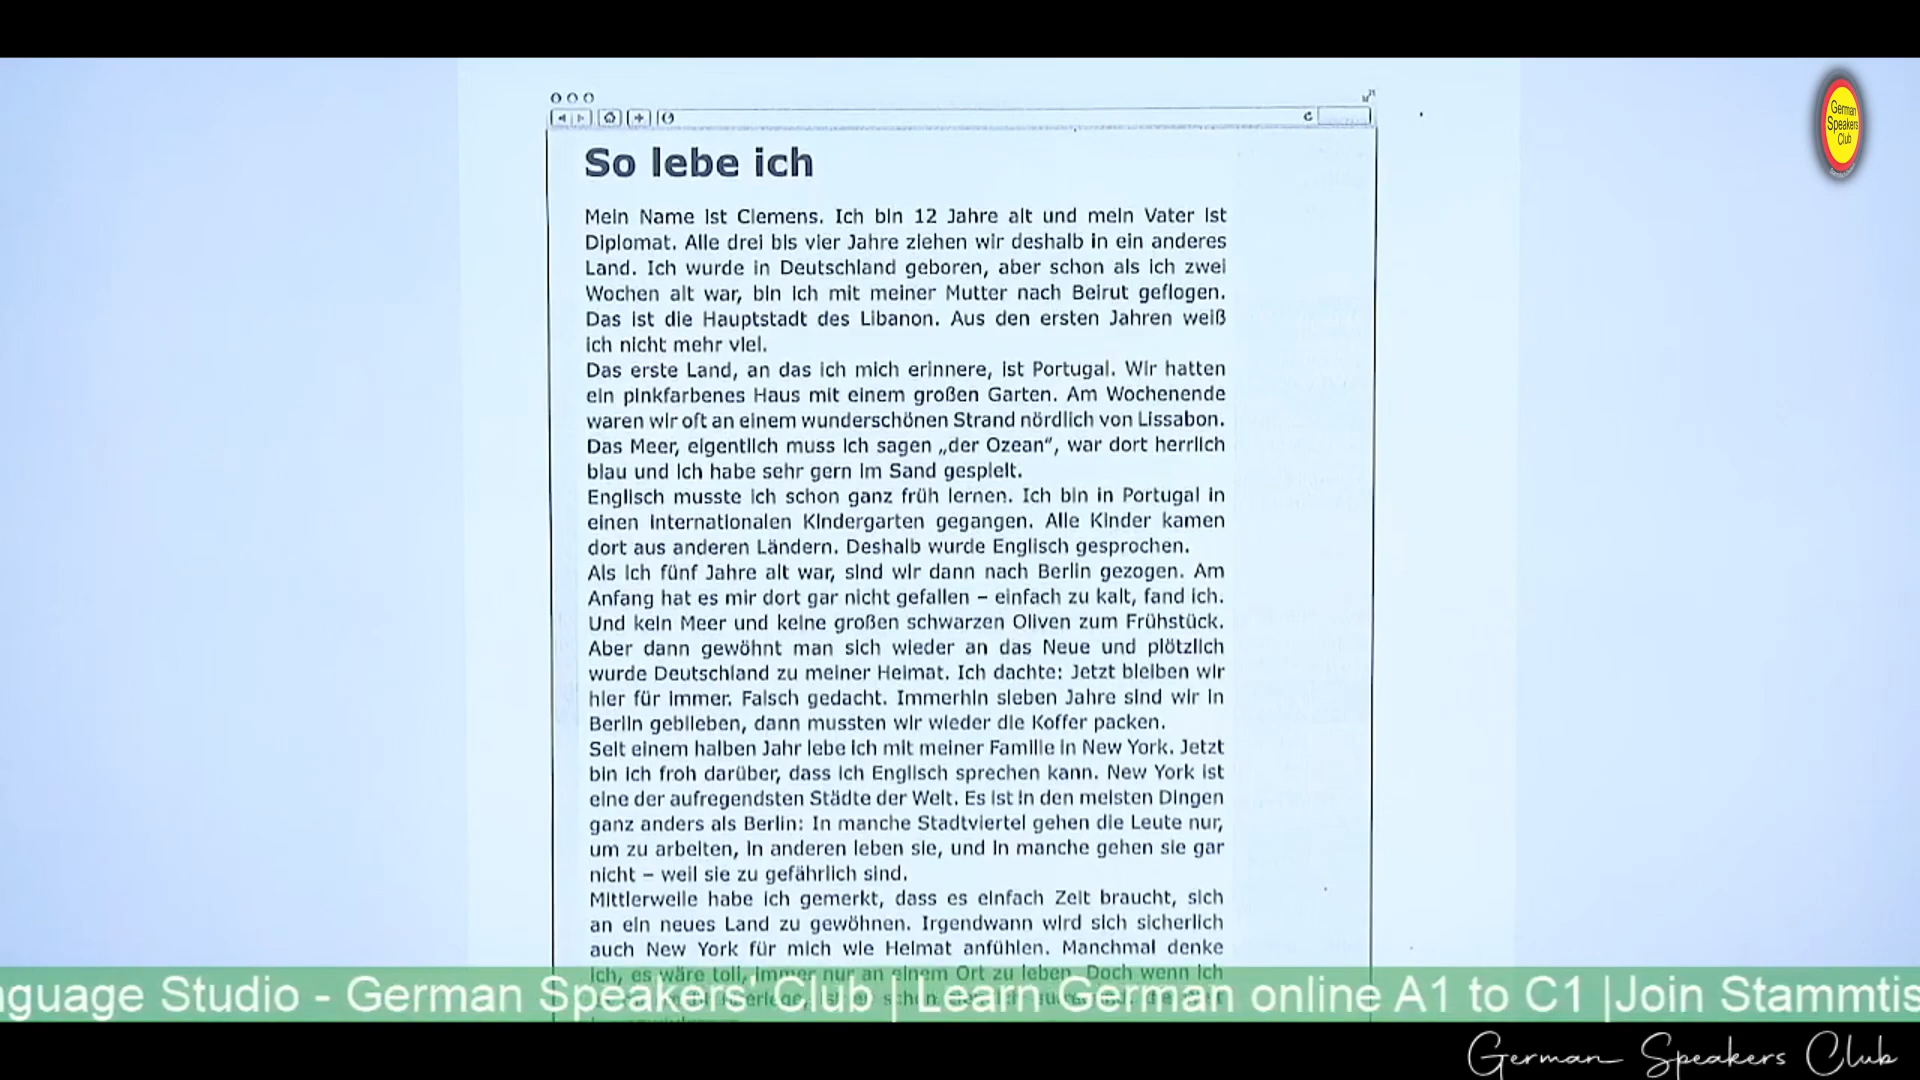 So lebe ich
Mein Name ist Clemens. Ich bin 12 Jahre alt und mein Vater ist
Diplomat. Alle drei bis vier Jahre ziehen wir deshalb in ein anderes
Land. Ich wurde in Deutschland geboren, aber schon als ich zwei
Wochen alt war, bin ich mit meiner Mutter nach Beirut geflogen.
Das ist die Hauptstadt des Libanon. Aus den ersten Jahren weiß
ich nicht mehr viel.
Das erste Land, an das ich mich erinnere, ist Portugal. Wir hatten
ein pinkfarbenes Haus mit einem großen Garten. Am Wochenende
waren wir oft an einem wunderschönen Strand nördlich von Lissabon.
Das Meer, eigentlich muss ich sagen „der Ozean“, war dort herrlich
blau und ich habe sehr gern im Sand gespielt.
Englisch musste ich schon ganz früh lernen. Ich bin in Portugal in
einen internationalen Kindergarten gegangen. Alle Kinder kamen
dort aus anderen Ländern. Deshalb wurde Englisch gesprochen.
Als ich fünf Jahre alt war, sind wir dann nach Berlin gezogen. Am
Anfang hat es mir dort gar nicht gefallen – einfach zu kalt, fand ich.
Und kein Meer und keine großen schwarzen Oliven zum Frühstück.
Aber dann gewöhnt man sich wieder an das Neue und plötzlich
wurde Deutschland zu meiner Heimat. Ich dachte: Jetzt bleiben wir
hier für immer. Falsch gedacht. Immerhin sieben Jahre sind wir in
Berlin geblieben, dann mussten wir wieder die Koffer packen.
Seit einem halben Jahr lebe ich mit meiner Familie in New York. Jetzt
bin ich froh darüber, dass ich Englisch sprechen kann. New York ist
eine der aufregendsten Städte der Welt. Es ist in den meisten Dingen
ganz anders als Berlin: In manche Stadtviertel gehen die Leute nur,
um zu arbeiten, in anderen leben sie, und in manche gehen sie gar
nicht – weil sie zu gefährlich sind.
Mittlerweile habe ich gemerkt, dass es einfach Zeit braucht, sich
an ein neues Land zu gewöhnen. Irgendwann wird sich sicherlich
auch New York für mich wie Heimat anfühlen. Manchmal denke
ich, es wäre toll, immer nur an einem Ort zu leben. Doch wenn ich
nguage Studio - German Speakers Club | Learn German online A1 to C1 |Join Stammtis
German Speakers Club
German
Speakers
Club